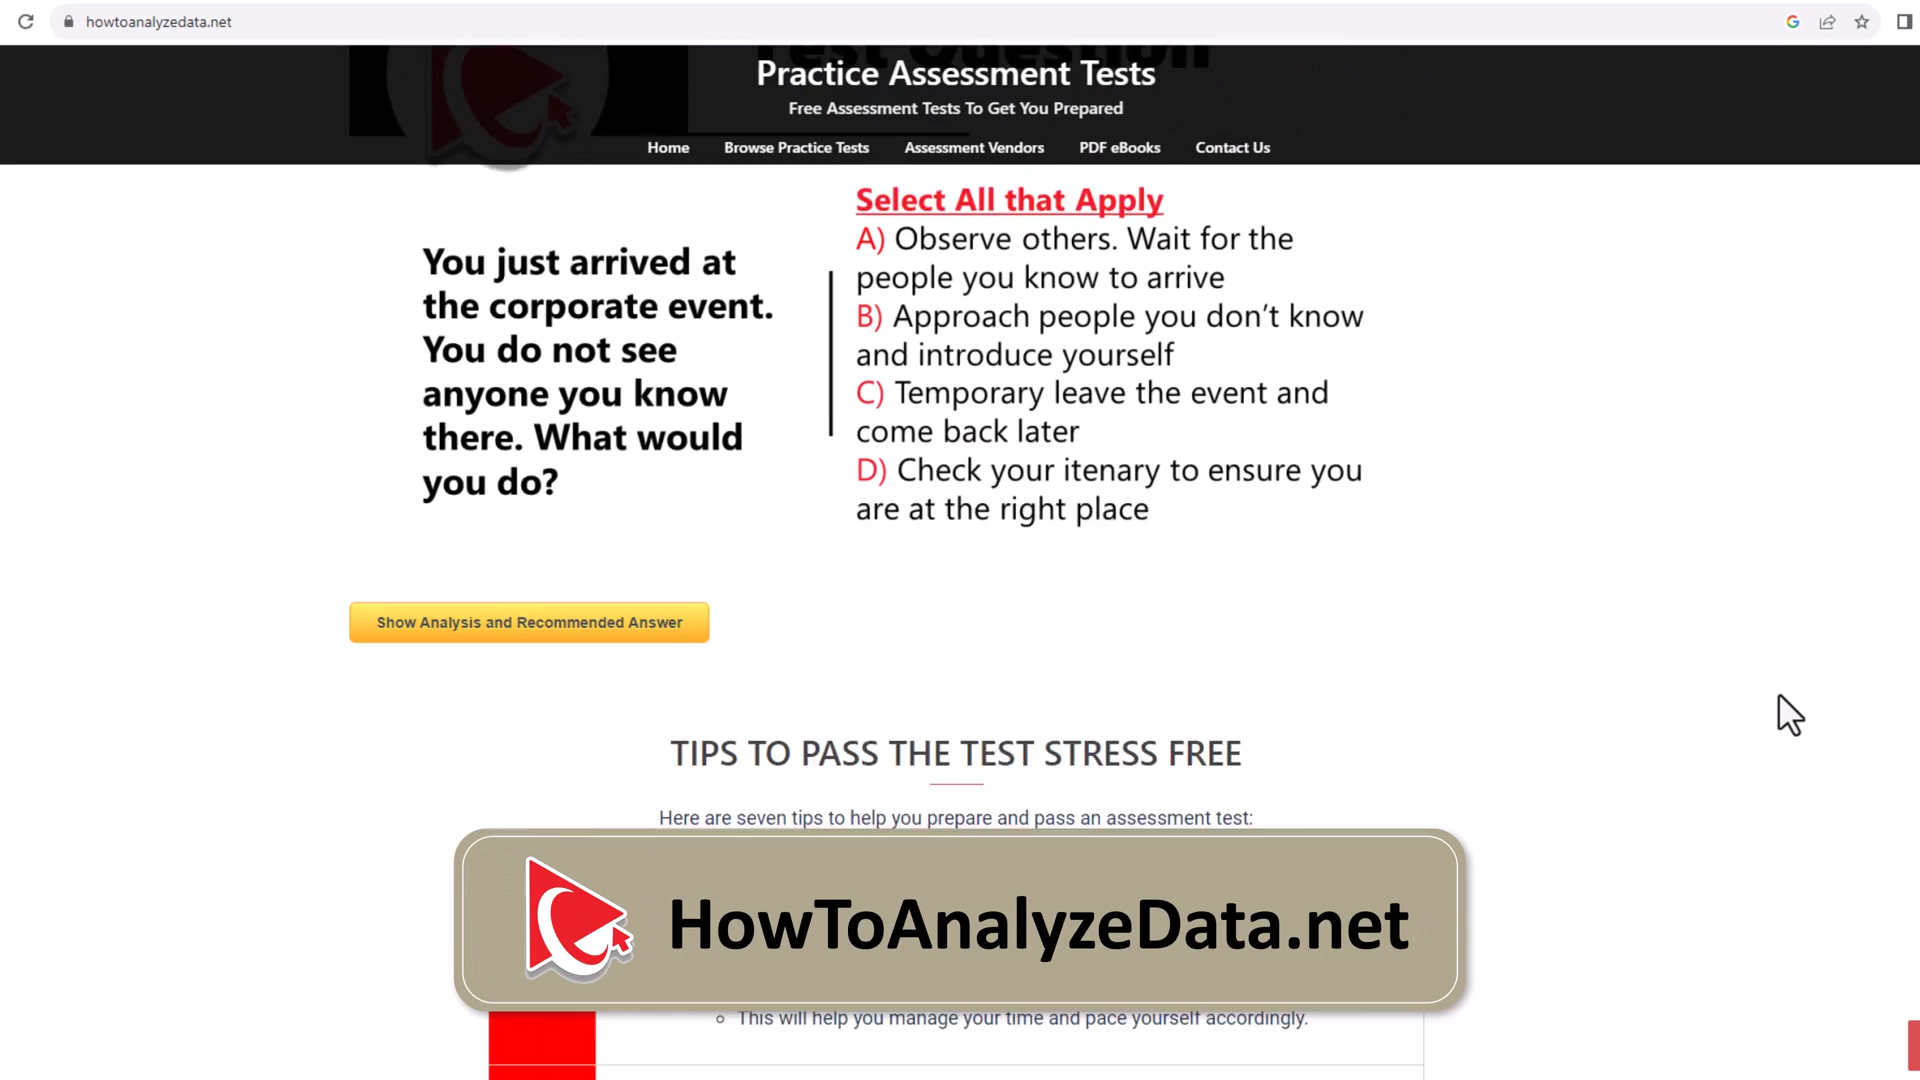 howtoanalyzedata.net
Test Question
Practice Assessment Tests
Free Assessment Tests To Get You Prepared
Home Browse Practice Tests Assessment Vendors PDF eBooks Contact Us
You just arrived at
the corporate event.
You do not see
anyone you know
there. What would
you do?
Select All that Apply
A) Observe others. Wait for the
people you know to arrive
B) Approach people you don't know
and introduce yourself
C) Temporary leave the event and
come back later
D) Check your itenary to ensure you
are at the right place
Show Analysis and Recommended Answer
TIPS TO PASS THE TEST STRESS FREE
Here are seven tips to help you prepare and pass an assessment test:
HowToAnalyzeData.net
This will help you manage your time and pace yourself accordingly.